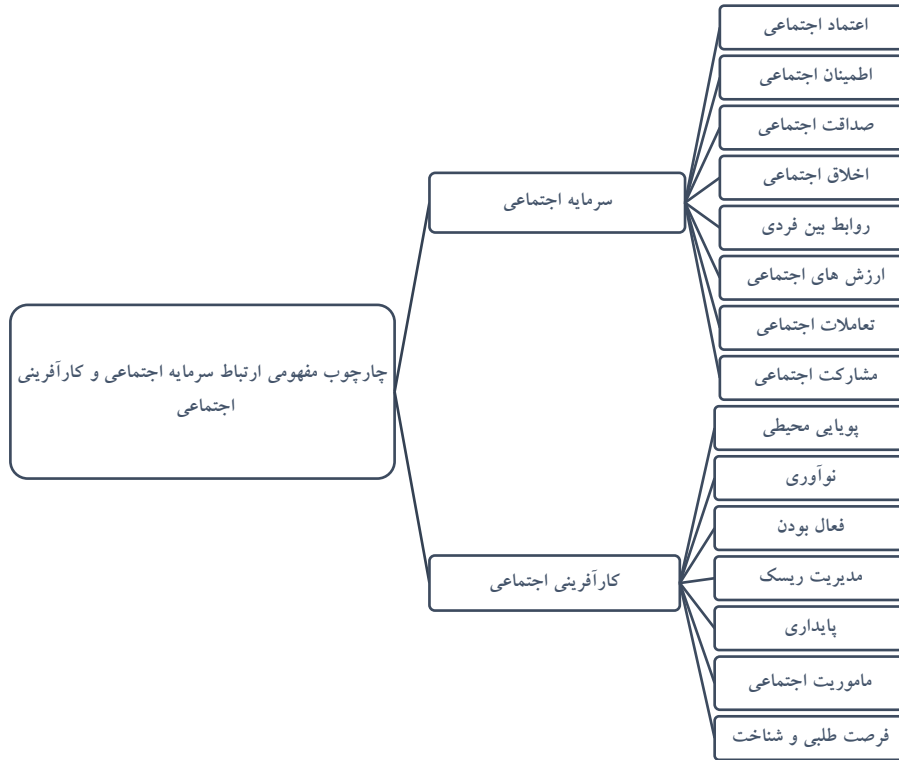 چارچوب مفهومی ارتباط سرمایه اجتماعی و کارآفرینی
اجتماعی
سرمایه اجتماعی
اعتماد اجتماعی
اطمینان اجتماعی
صداقت اجتماعی
اخلاق اجتماعی
روابط بین فردی
ارزش های اجتماعی
تعاملات اجتماعی
مشارکت اجتماعی
کارآفرینی اجتماعی
پویایی محیطی
نوآوری
فعال بودن
مدیریت ریسک
پایداری
ماموریت اجتماعی
فرصت طلبی و شناخت